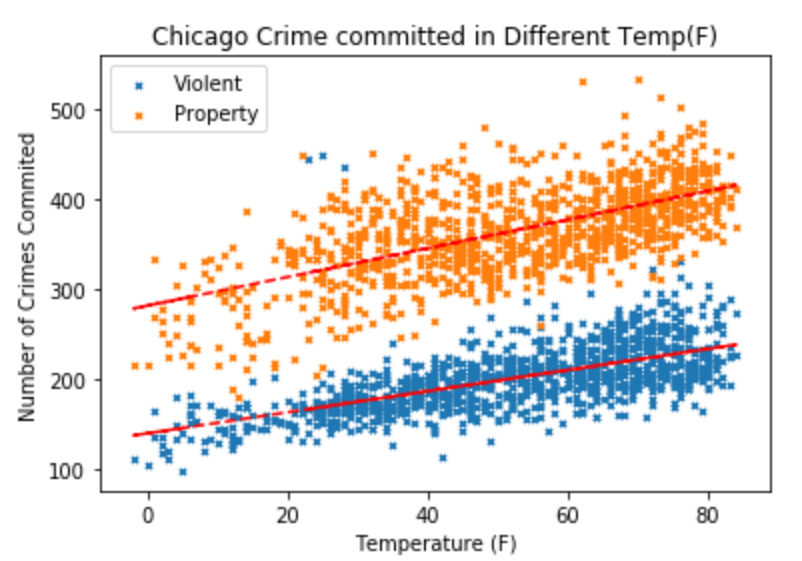 Chicago Crime committed in Different Temp(F)
Violent
Property
Number of Crimes Commited
500
400
300
200
100
0 20 40 60 80
Temperature (F)